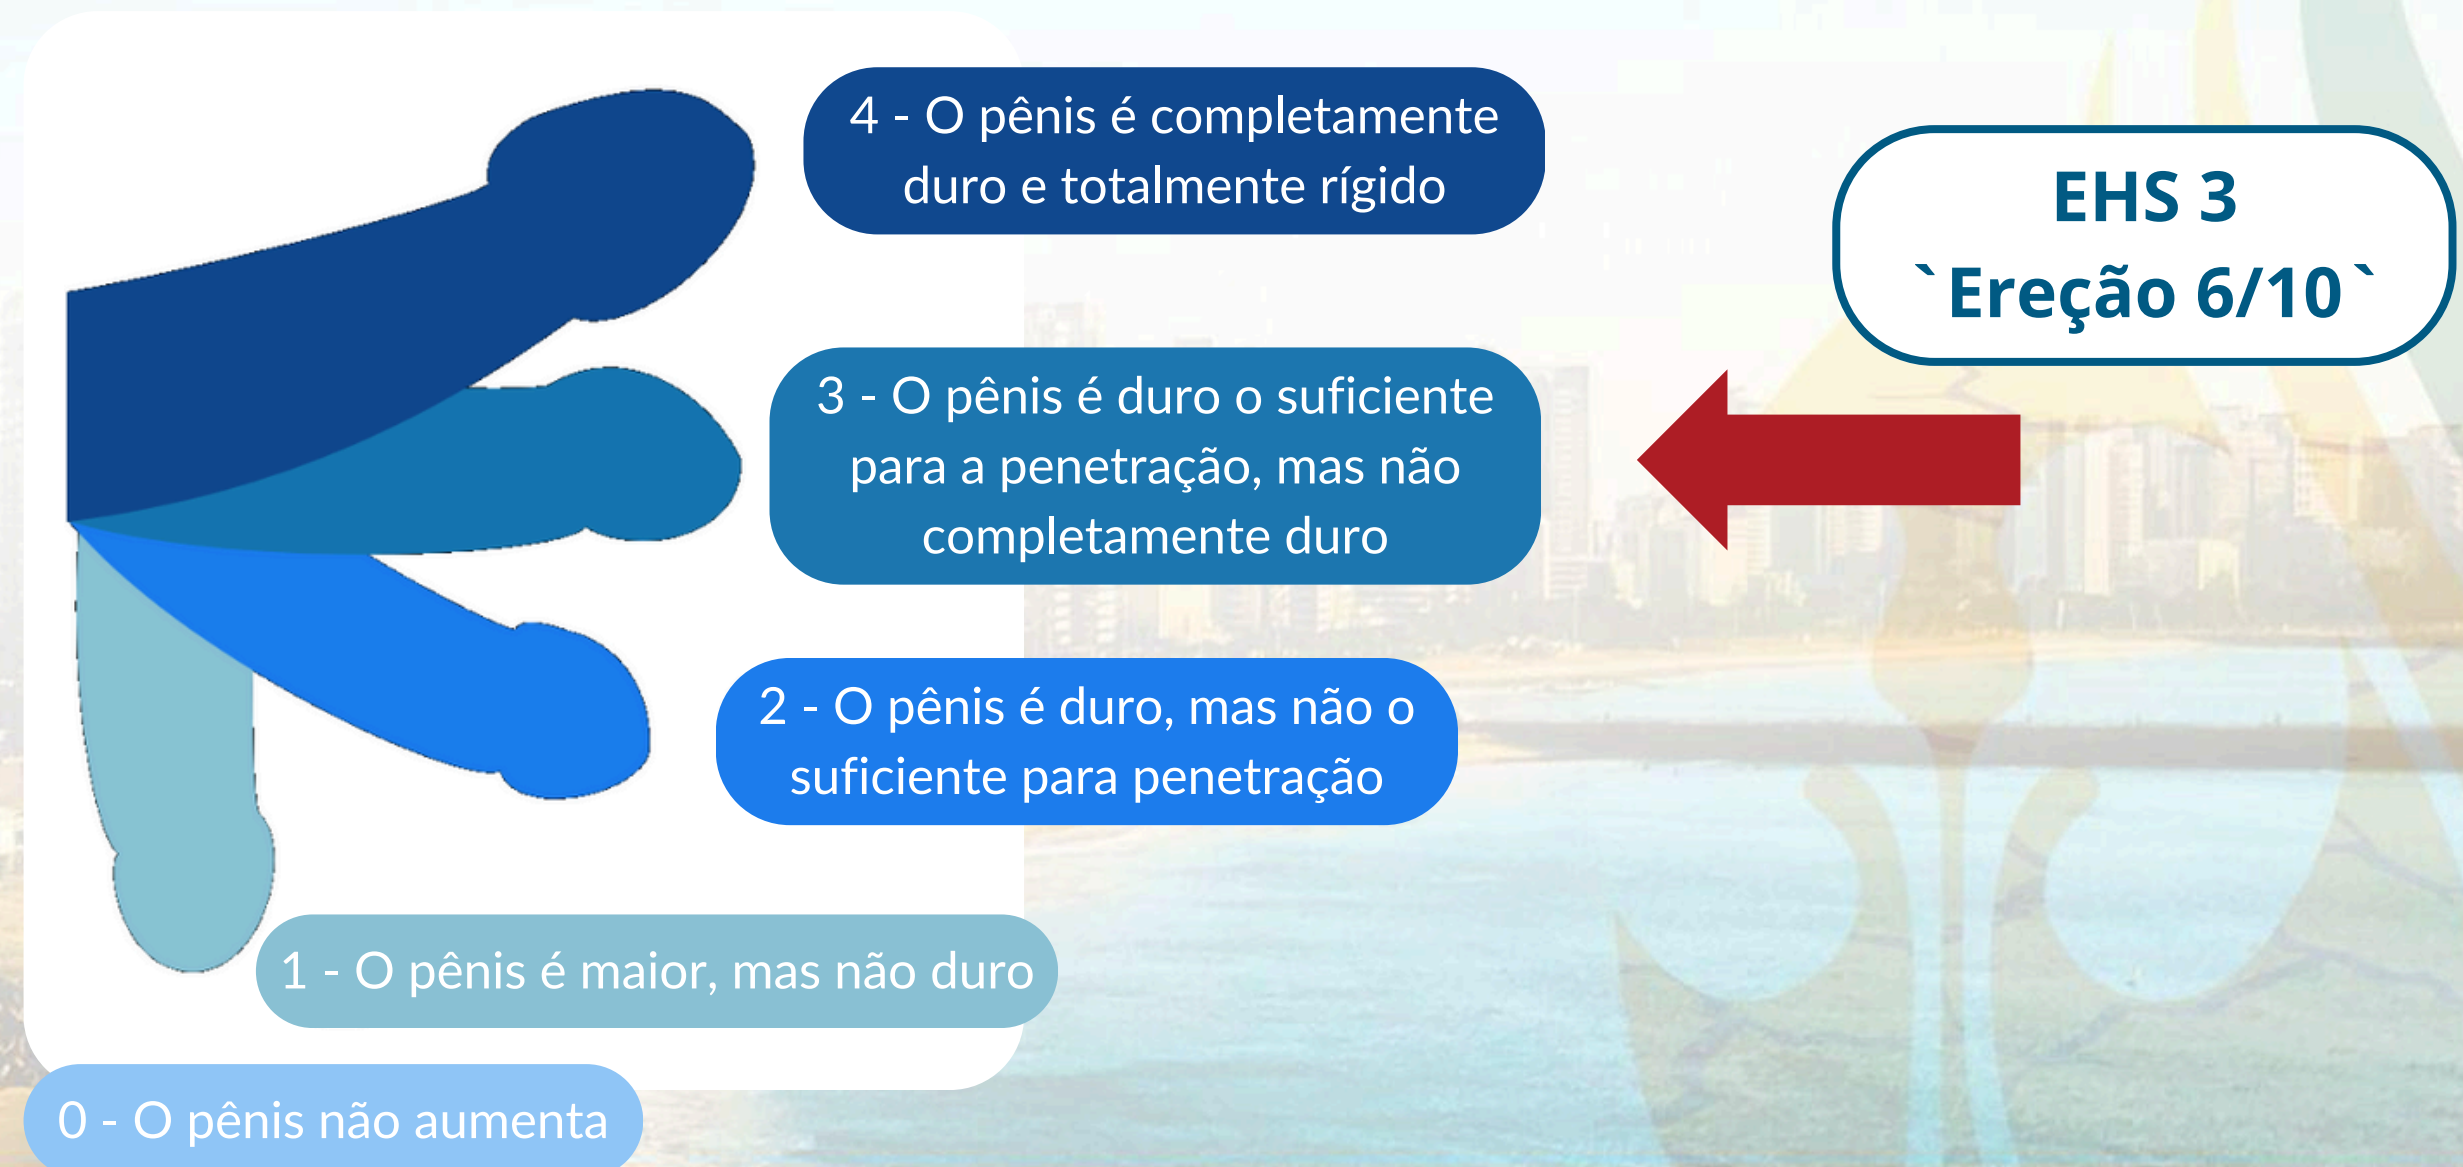 4 - O pênis é completamente
duro e totalmente rígido
EHS 3
`Ereção 6/10`
3 - O pênis é duro o suficiente
para a penetração, mas não
completamente duro
2 - O pênis é duro, mas não o
suficiente para penetração
1 - O pênis é maior, mas não duro
0 - O pênis não aumenta